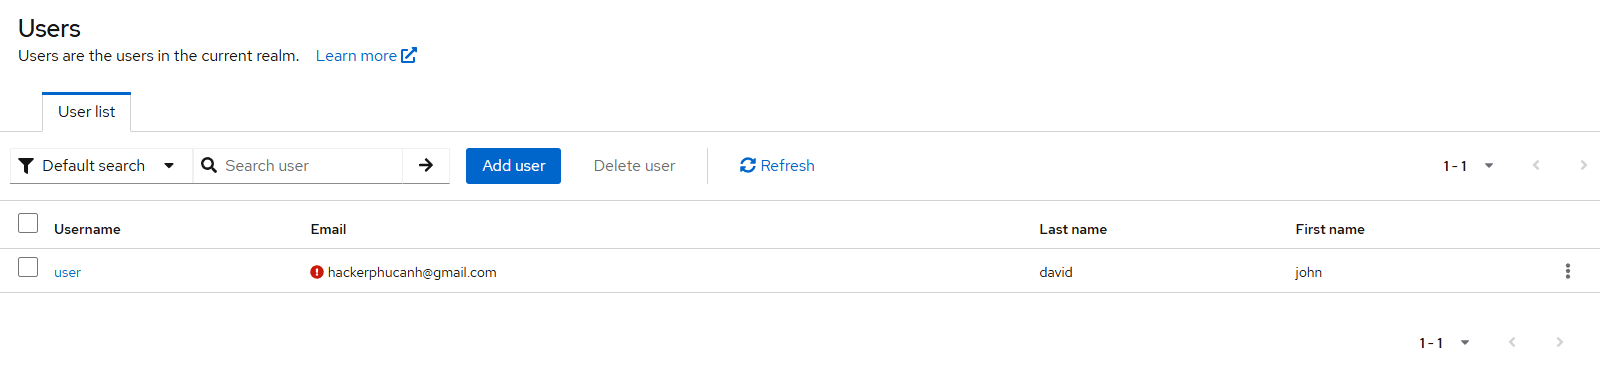 Users
Users are the users in the current realm. Learn more
User list
Default search Search user Add user Delete user Refresh 1 - 1
Username Email Last name First name
user hackerphucanh@gmail.com david john
1 - 1